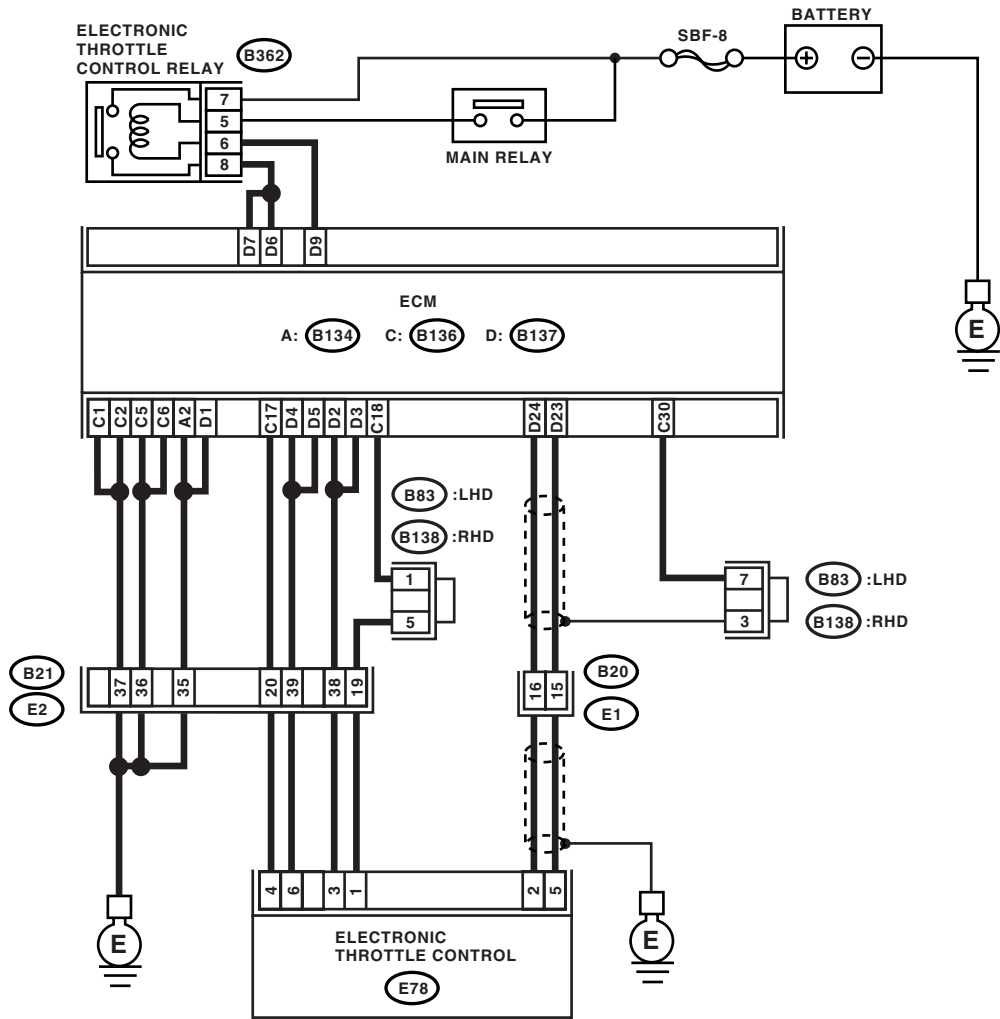 BATTERY
SBF-8
ELECTRONIC
THROTTLE
CONTROL RELAY
B362
7
5
6
8
MAIN RELAY
E
D7 D6 D9
ECM
A: B134 C: B136 D: B137
C1 C2 C5 C6 A2 D1 C17 D4 D5 D2 D3 C18 D24 D23 C30
B83 :LHD
B138 :RHD
1
5
7
3
B83 :LHD
B138 :RHD
B21
E2
37 36 35 20 39 38 19
16 15
B20
E1
4 6 3 1 2 5
ELECTRONIC
THROTTLE CONTROL
E78
E
E